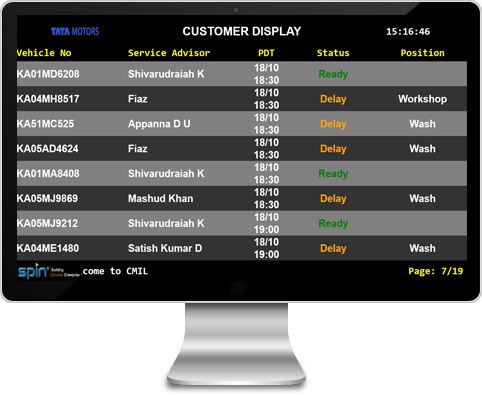 TATA MOTORS CUSTOMER DISPLAY 15:16:46
Vehicle No Service Advisor PDT Status Position
KA01MD6208 Shivarudraiah K 18/10 18:30 Ready
KA04MH8517 Fiaz 18/10 18:30 Delay Workshop
KA51MC525 Appanna D U 18/10 18:30 Delay Wash
KA05AD4624 Fiaz 18/10 18:30 Delay Wash
KA01MA8408 Shivarudraiah K 18/10 18:30 Ready
KA05MJ9869 Mashud Khan 18/10 18:30 Delay Wash
KA05MJ9212 Shivarudraiah K 18/10 19:00 Ready
KA04ME1480 Satish Kumar D 18/10 19:00 Delay Wash
spin Building Smarter Enterprise come to CMIL Page: 7/19